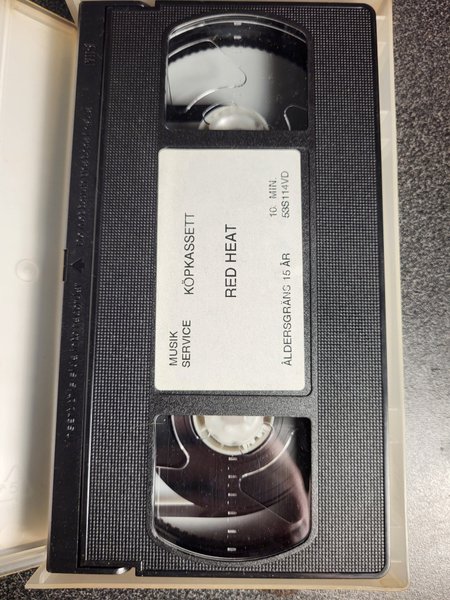 MUSIK
SERVICE KÖPKASSETT
RED HEAT
10. MIN.
ÅLDERSGRÄNS 15 ÅR 53S114VD